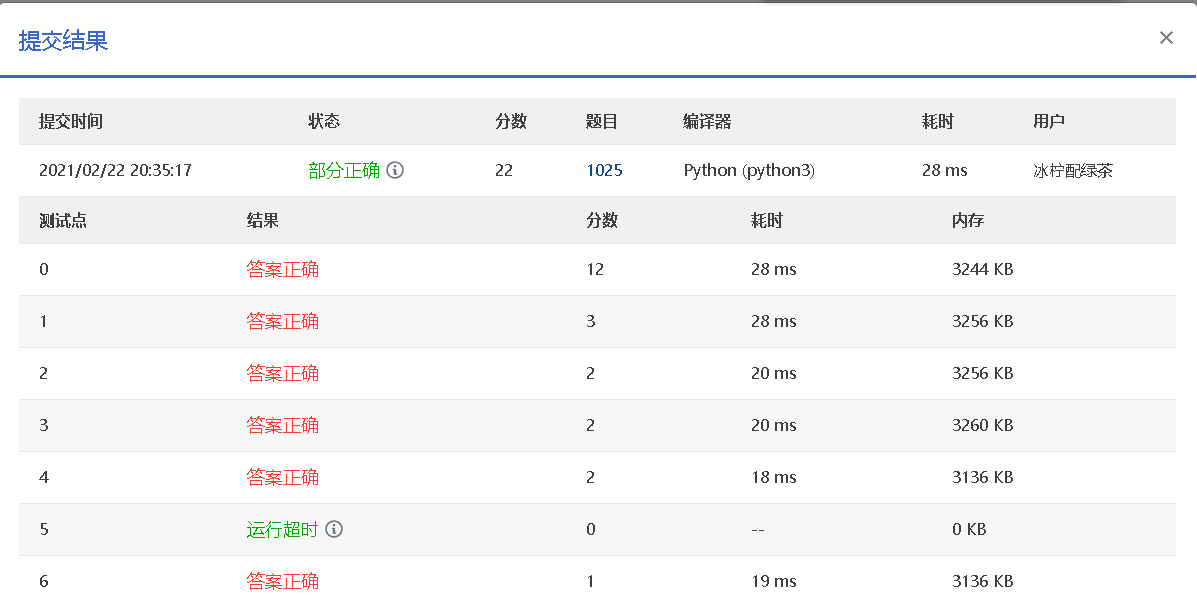 提交结果
提交时间 状态 分数 题目 编译器 耗时 用户
2021/02/22 20:35:17 部分正确 22 1025 Python (python3) 28 ms 冰柠配绿茶
测试点 结果 分数 耗时 内存
0 答案正确 12 28 ms 3244 KB
1 答案正确 3 28 ms 3256 KB
2 答案正确 2 20 ms 3256 KB
3 答案正确 2 20 ms 3260 KB
4 答案正确 2 18 ms 3136 KB
5 运行超时 0 -- 0 KB
6 答案正确 1 19 ms 3136 KB